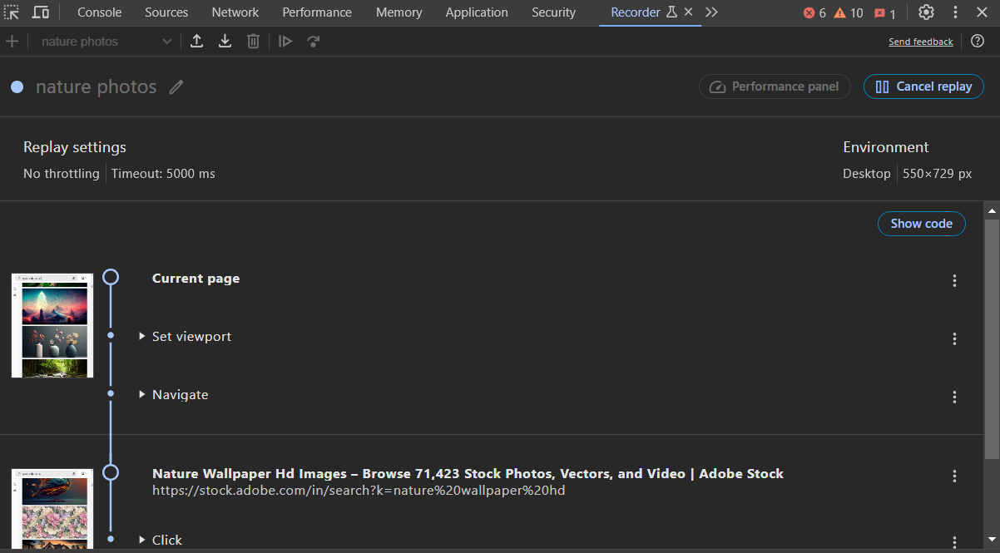 Console Sources Network Performance Memory Application Security Recorder 6 10 1
nature photos Send feedback
nature photos Performance panel Cancel replay
Replay settings Environment
No throttling Timeout: 5000 ms Desktop 550×729 px
Show code
Current page
Set viewport
Navigate
Nature Wallpaper Hd Images – Browse 71,423 Stock Photos, Vectors, and Video | Adobe Stock
https://stock.adobe.com/in/search?k=nature%20wallpaper%20hd
Click